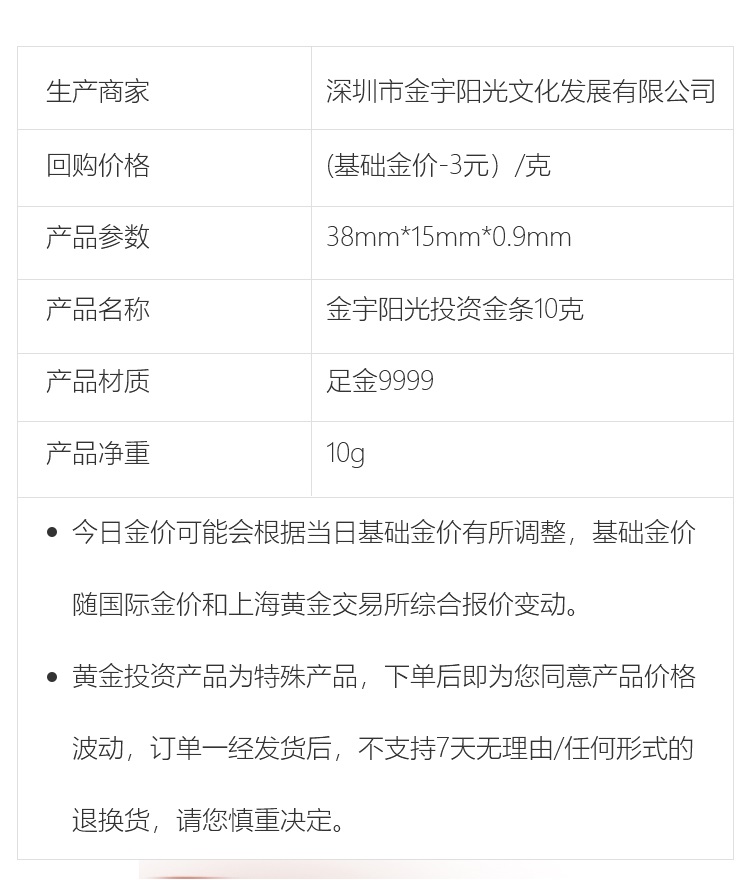 生产商家 深圳市金宇阳光文化发展有限公司
回购价格 (基础金价-3元）/克
产品参数 38mm*15mm*0.9mm
产品名称 金宇阳光投资金条10克
产品材质 足金9999
产品净重 10g
• 今日金价可能会根据当日基础金价有所调整，基础金价
随国际金价和上海黄金交易所综合报价变动。
• 黄金投资产品为特殊产品，下单后即为您同意产品价格
波动，订单一经发货后，不支持7天无理由/任何形式的
退换货，请您慎重决定。